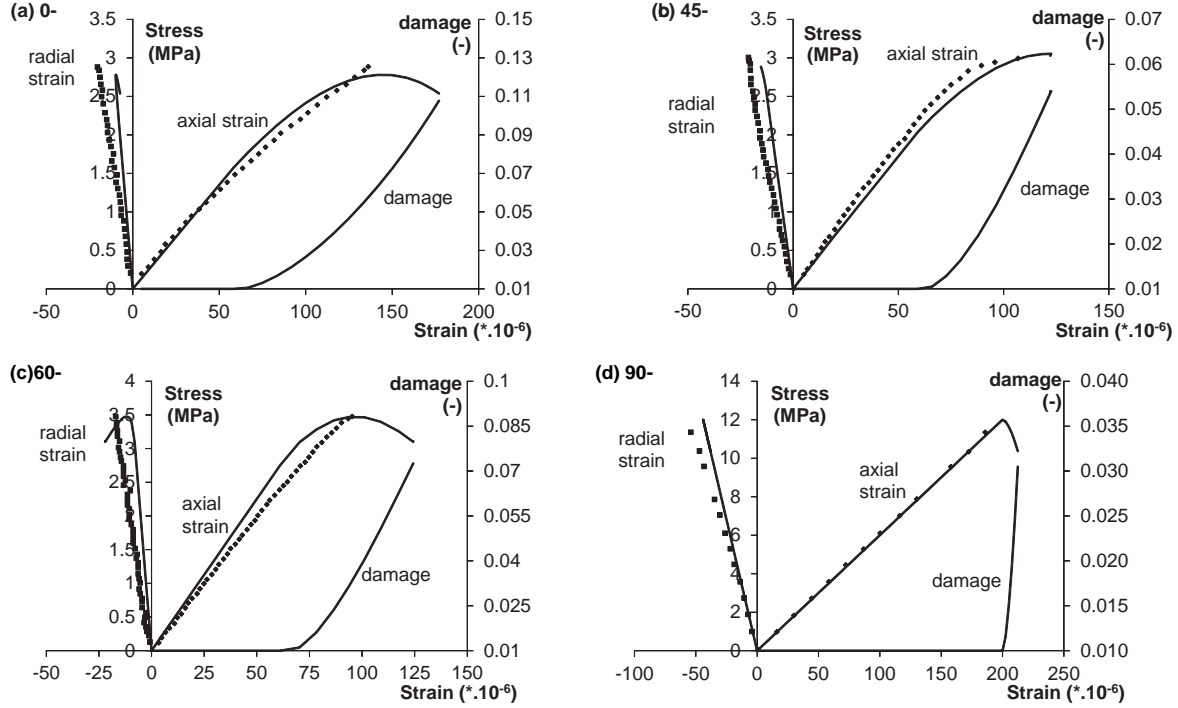 (a) 0-
Stress
(MPa)
damage
(-)
radial
strain
axial strain
damage
3.5
3
2.5
2
1.5
1
0.5
0
0.15
0.13
0.11
0.09
0.07
0.05
0.03
0.01
-50
0
50
100
150
200
Strain (*.10-6)
(b) 45-
Stress
(MPa)
damage
(-)
axial strain
radial
strain
damage
3.5
3
2.5
2
1.5
1
0.5
0
0.07
0.06
0.05
0.04
0.03
0.02
0.01
-50
0
50
100
150
Strain (*.10-6)
(c)60-
Stress
(MPa)
damage
(-)
radial
strain
axial
strain
damage
4
3.5
3
2.5
2
1.5
1
0.5
0
0.1
0.085
0.07
0.055
0.04
0.025
0.01
-50
-25
0
25
50
75
100
125
150
Strain (*.10-6)
(d) 90-
Stress
(MPa)
damage
(-)
radial
strain
axial
strain
damage
14
12
10
8
6
4
2
0
0.040
0.035
0.030
0.025
0.020
0.015
0.010
-100
-50
0
50
100
150
200
250
Strain (*.10-6)